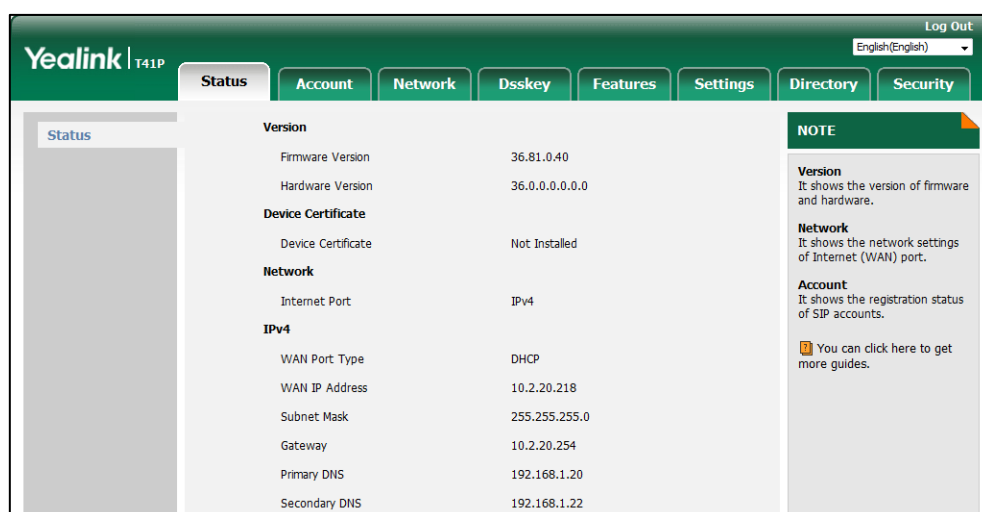 Log Out
Yealink | T41P
English(English)
Status Account Network Dsskey Features Settings Directory Security
Status
Version
Firmware Version 36.81.0.40
Hardware Version 36.0.0.0.0.0.0
Device Certificate
Device Certificate Not Installed
Network
Internet Port IPv4
IPv4
WAN Port Type DHCP
WAN IP Address 10.2.20.218
Subnet Mask 255.255.255.0
Gateway 10.2.20.254
Primary DNS 192.168.1.20
Secondary DNS 192.168.1.22
NOTE
Version
It shows the version of firmware
and hardware.
Network
It shows the network settings
of Internet (WAN) port.
Account
It shows the registration status
of SIP accounts.
? You can click here to get
more guides.